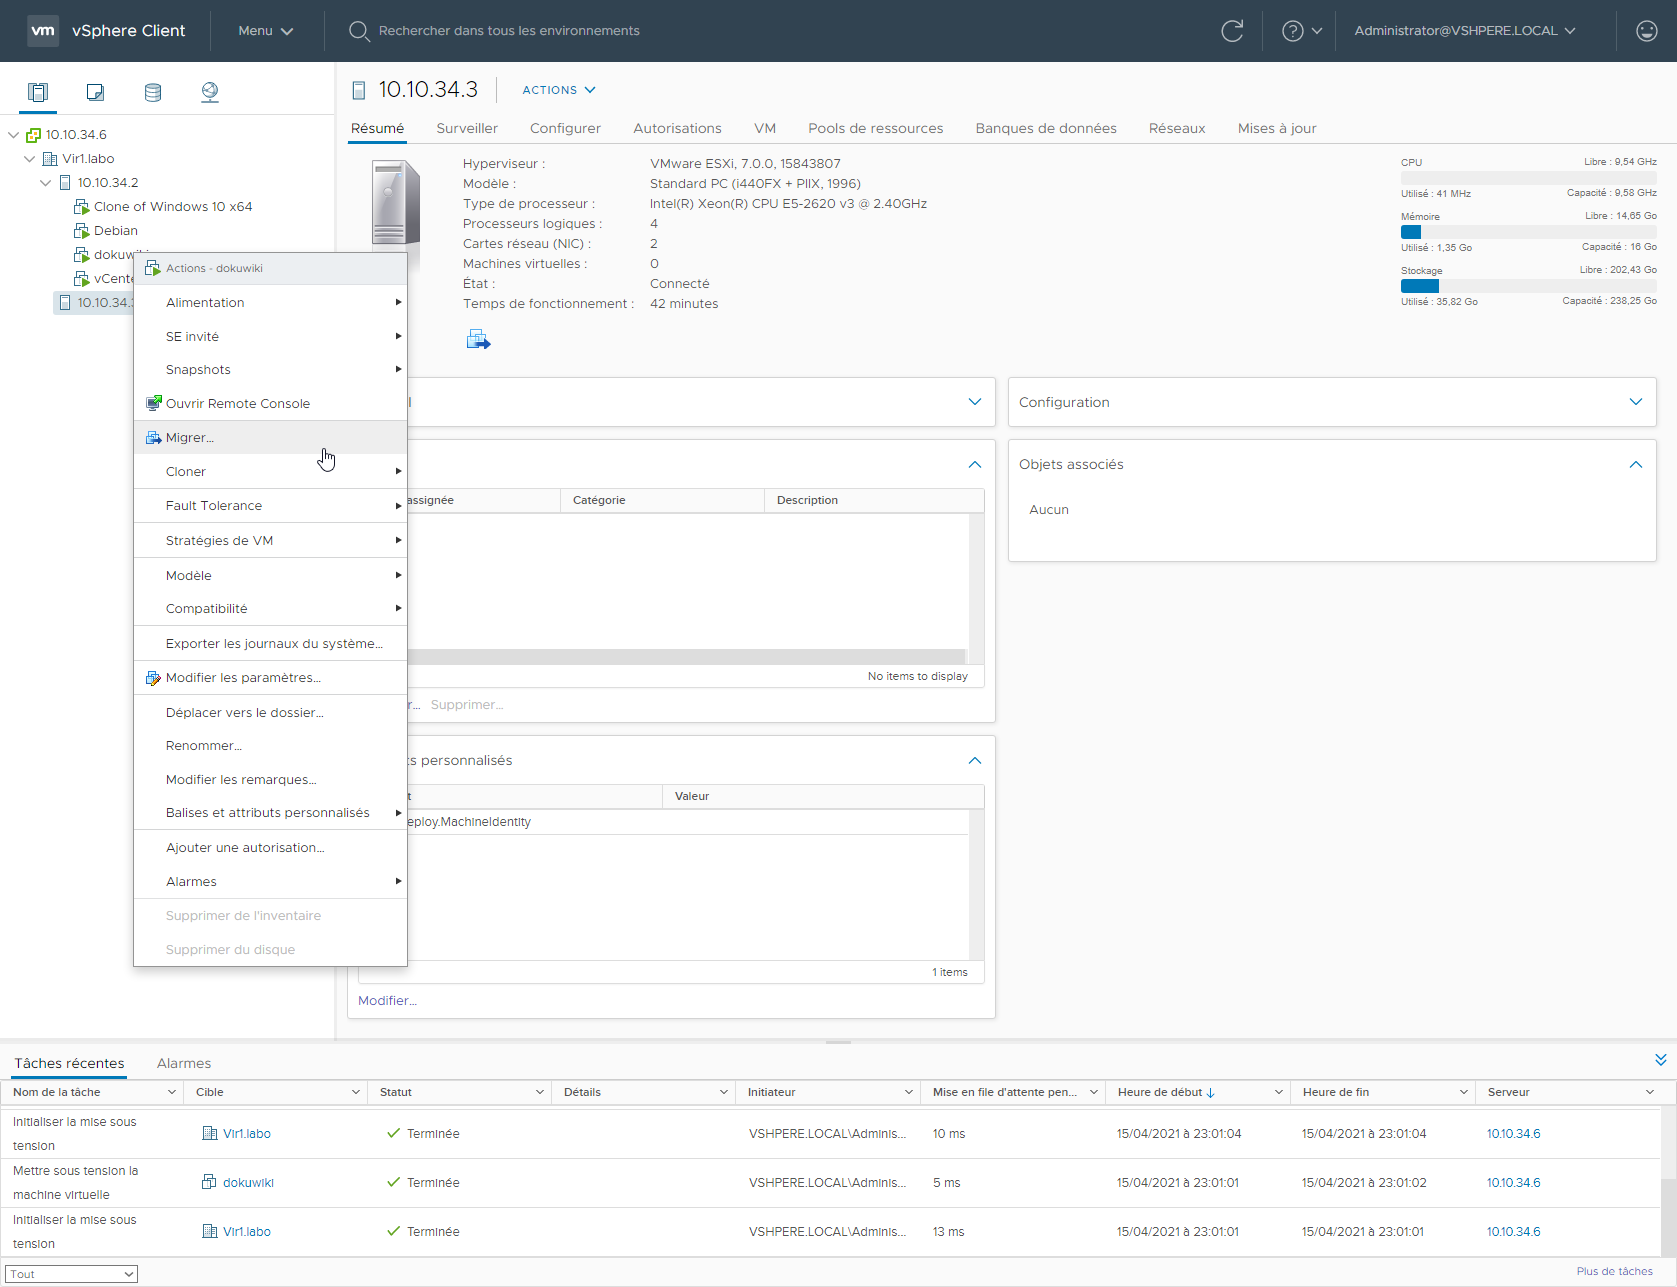 vm vSphere Client Menu Rechercher dans tous les environnements Administrator@VSHPERE.LOCAL
10.10.34.3 ACTIONS
Résumé Surveiller Configurer Autorisations VM Pools de ressources Banques de données Réseaux Mises à jour
10.10.34.6
Vir1.labo
10.10.34.2
Clone of Windows 10 x64
Debian
Hyperviseur : VMware ESXi, 7.0.0, 15843807
Modèle : Standard PC (i440FX + PIIX, 1996)
Type de processeur : Intel(R) Xeon(R) CPU E5-2620 v3 @ 2.40GHz
Processeurs logiques : 4
Cartes réseau (NIC) : 2
Machines virtuelles : 0
État : Connecté
Temps de fonctionnement : 42 minutes
CPU Libre : 9,54 GHz
Utilisé : 41 MHz Capacité : 9,58 GHz
Mémoire Libre : 14,65 Go
Utilisé : 1,35 Go Capacité : 16 Go
Stockage Libre : 202,43 Go
Utilisé : 35,82 Go Capacité : 238,25 Go
Actions - dokuwiki
Alimentation
SE invité
Snapshots
Ouvrir Remote Console
Migrer...
Cloner
Fault Tolerance
Stratégies de VM
Modèle
Compatibilité
Exporter les journaux du système...
Modifier les paramètres...
Déplacer vers le dossier...
Renommer...
Modifier les remarques...
Balises et attributs personnalisés
Ajouter une autorisation...
Alarmes
Supprimer de l'inventaire
Supprimer du disque
assignée Catégorie Description
No items to display
Supprimer...
personnalisés
Valeur
eploy.MachineIdentity
1 items
Modifier...
Configuration
Objets associés
Aucun
Tâches récentes Alarmes
Nom de la tâche Cible Statut Détails Initiateur Mise en file d'attente pen... Heure de début Heure de fin Serveur
Initialiser la mise sous
tension Vir1.labo Terminée VSHPERE.LOCAL\Adminis... 10 ms 15/04/2021 à 23:01:04 15/04/2021 à 23:01:04 10.10.34.6
Mettre sous tension la
machine virtuelle dokuwiki Terminée VSHPERE.LOCAL\Adminis... 5 ms 15/04/2021 à 23:01:01 15/04/2021 à 23:01:02 10.10.34.6
Initialiser la mise sous
tension Vir1.labo Terminée VSHPERE.LOCAL\Adminis... 13 ms 15/04/2021 à 23:01:01 15/04/2021 à 23:01:01 10.10.34.6
Tout Plus de tâches